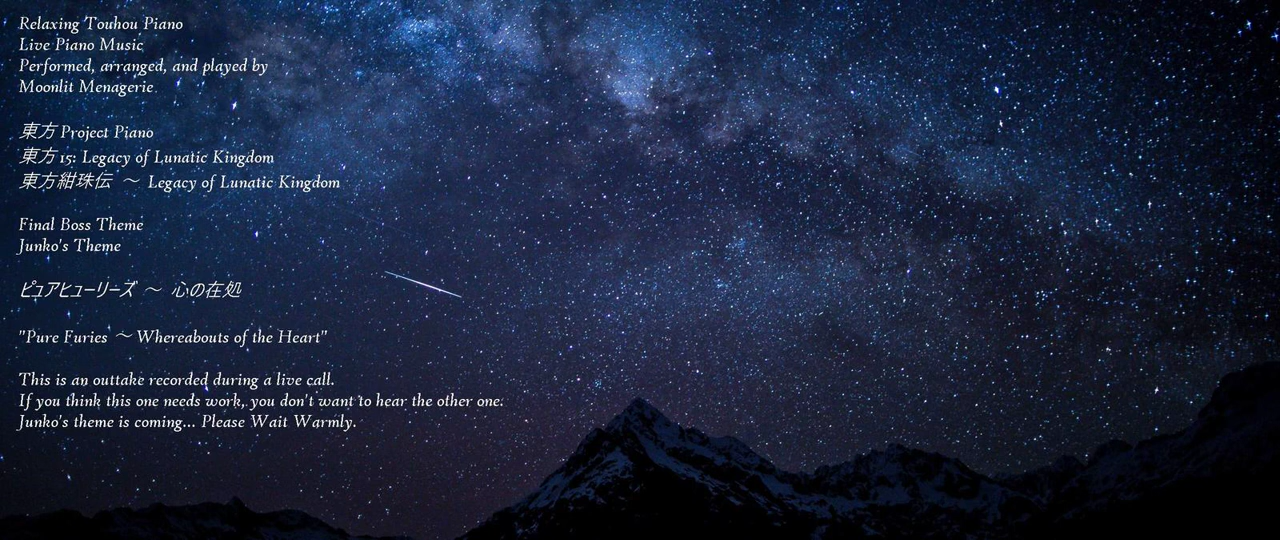 Relaxing Touhou Piano
Live Piano Music
Performed, arranged, and played by
Moonlit Menagerie
東方 Project Piano
東方 15: Legacy of Lunatic Kingdom
東方紺珠伝 ～ Legacy of Lunatic Kingdom
Final Boss Theme
Junko's Theme
ピュアヒューリーズ ～ 心の在処
"Pure Furies ～ Whereabouts of the Heart"
This is an outtake recorded during a live call.
If you think this one needs work, you don't want to hear the other one.
Junko's theme is coming... Please Wait Warmly.